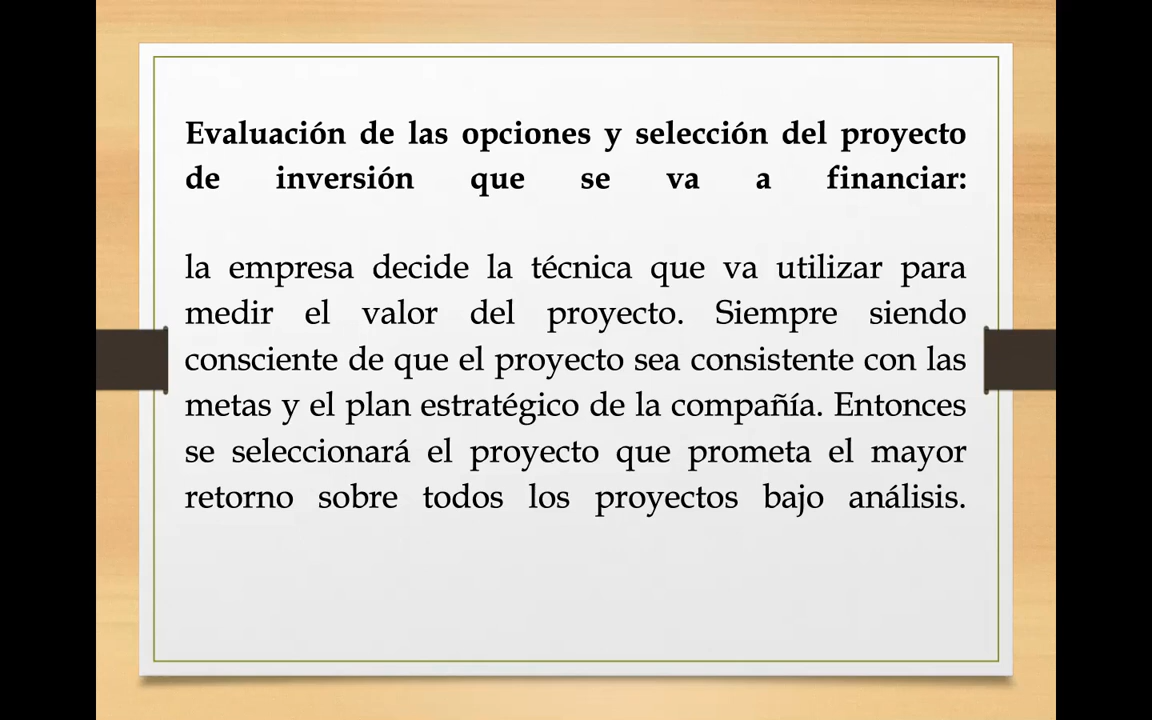 Evaluación de las opciones y selección del proyecto
de inversión que se va a financiar:
la empresa decide la técnica que va utilizar para
medir el valor del proyecto. Siempre siendo
consciente de que el proyecto sea consistente con las
metas y el plan estratégico de la compañía. Entonces
se seleccionará el proyecto que prometa el mayor
retorno sobre todos los proyectos bajo análisis.